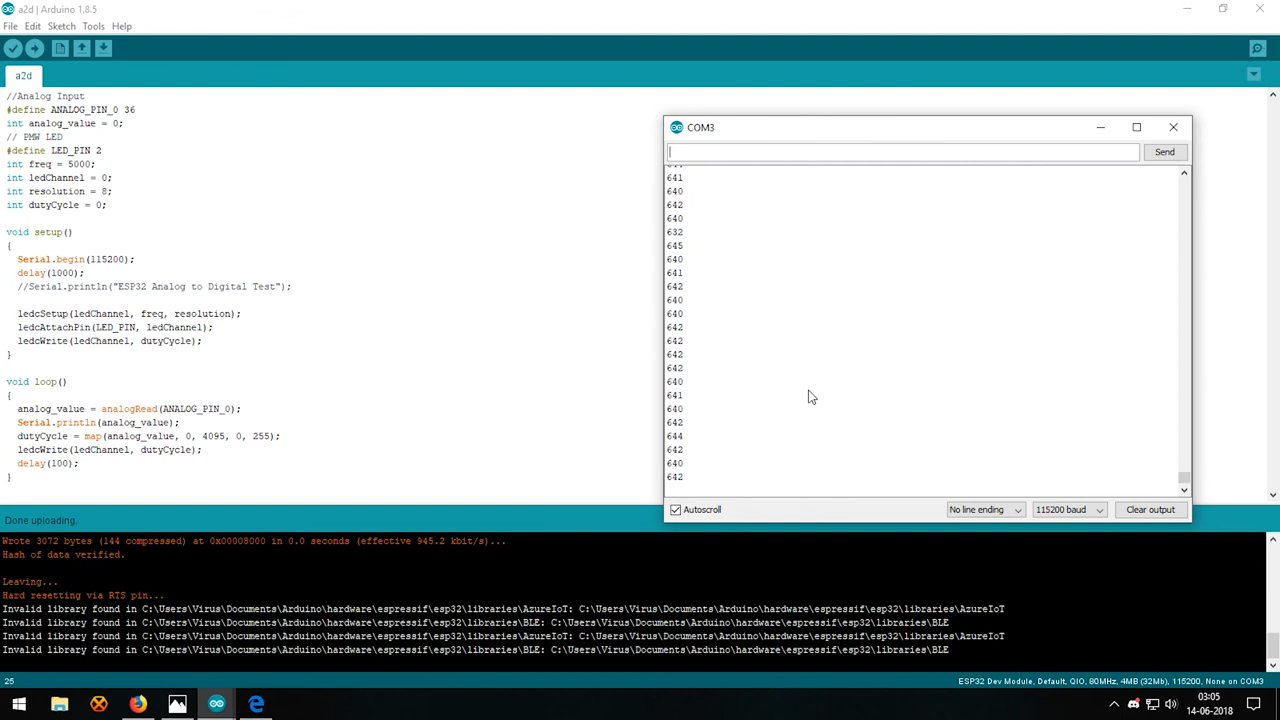 a2d | Arduino 1.8.5
File Edit Sketch Tools Help
a2d
//Analog Input
#define ANALOG_PIN_0 36
int analog_value = 0;
// PMW LED
#define LED_PIN 2
int freq = 5000;
int ledChannel = 0;
int resolution = 8;
int dutyCycle = 0;
void setup()
{
Serial.begin(115200);
delay(1000);
//Serial.println("ESP32 Analog to Digital Test");
ledcSetup(ledChannel, freq, resolution);
ledcAttachPin(LED_PIN, ledChannel);
ledcWrite(ledChannel, dutyCycle);
}
void loop()
{
analog_value = analogRead(ANALOG_PIN_0);
Serial.println(analog_value);
dutyCycle = map(analog_value, 0, 4095, 0, 255);
ledcWrite(ledChannel, dutyCycle);
delay(100);
}
COM3
Send
641
640
642
640
632
645
640
641
642
640
640
642
642
642
642
640
641
640
642
644
642
640
642
Autoscroll
No line ending
115200 baud
Clear output
Done uploading.
Wrote 3072 bytes (144 compressed) at 0x00008000 in 0.0 seconds (effective 945.2 kbit/s)...
Hash of data verified.
Leaving...
Hard resetting via RTS pin...
Invalid library found in C:\Users\Virus\Documents\Arduino\hardware\espressif\esp32\libraries\AzureIoT: C:\Users\Virus\Documents\Arduino\hardware\espressif\esp32\libraries\AzureIoT
Invalid library found in C:\Users\Virus\Documents\Arduino\hardware\espressif\esp32\libraries\BLE: C:\Users\Virus\Documents\Arduino\hardware\espressif\esp32\libraries\BLE
Invalid library found in C:\Users\Virus\Documents\Arduino\hardware\espressif\esp32\libraries\AzureIoT: C:\Users\Virus\Documents\Arduino\hardware\espressif\esp32\libraries\AzureIoT
Invalid library found in C:\Users\Virus\Documents\Arduino\hardware\espressif\esp32\libraries\BLE: C:\Users\Virus\Documents\Arduino\hardware\espressif\esp32\libraries\BLE
25
ESP32 Dev Module, Default, QIO, 80MHz, 4MB (32Mb), 115200, None on COM3
03:05
14-06-2018